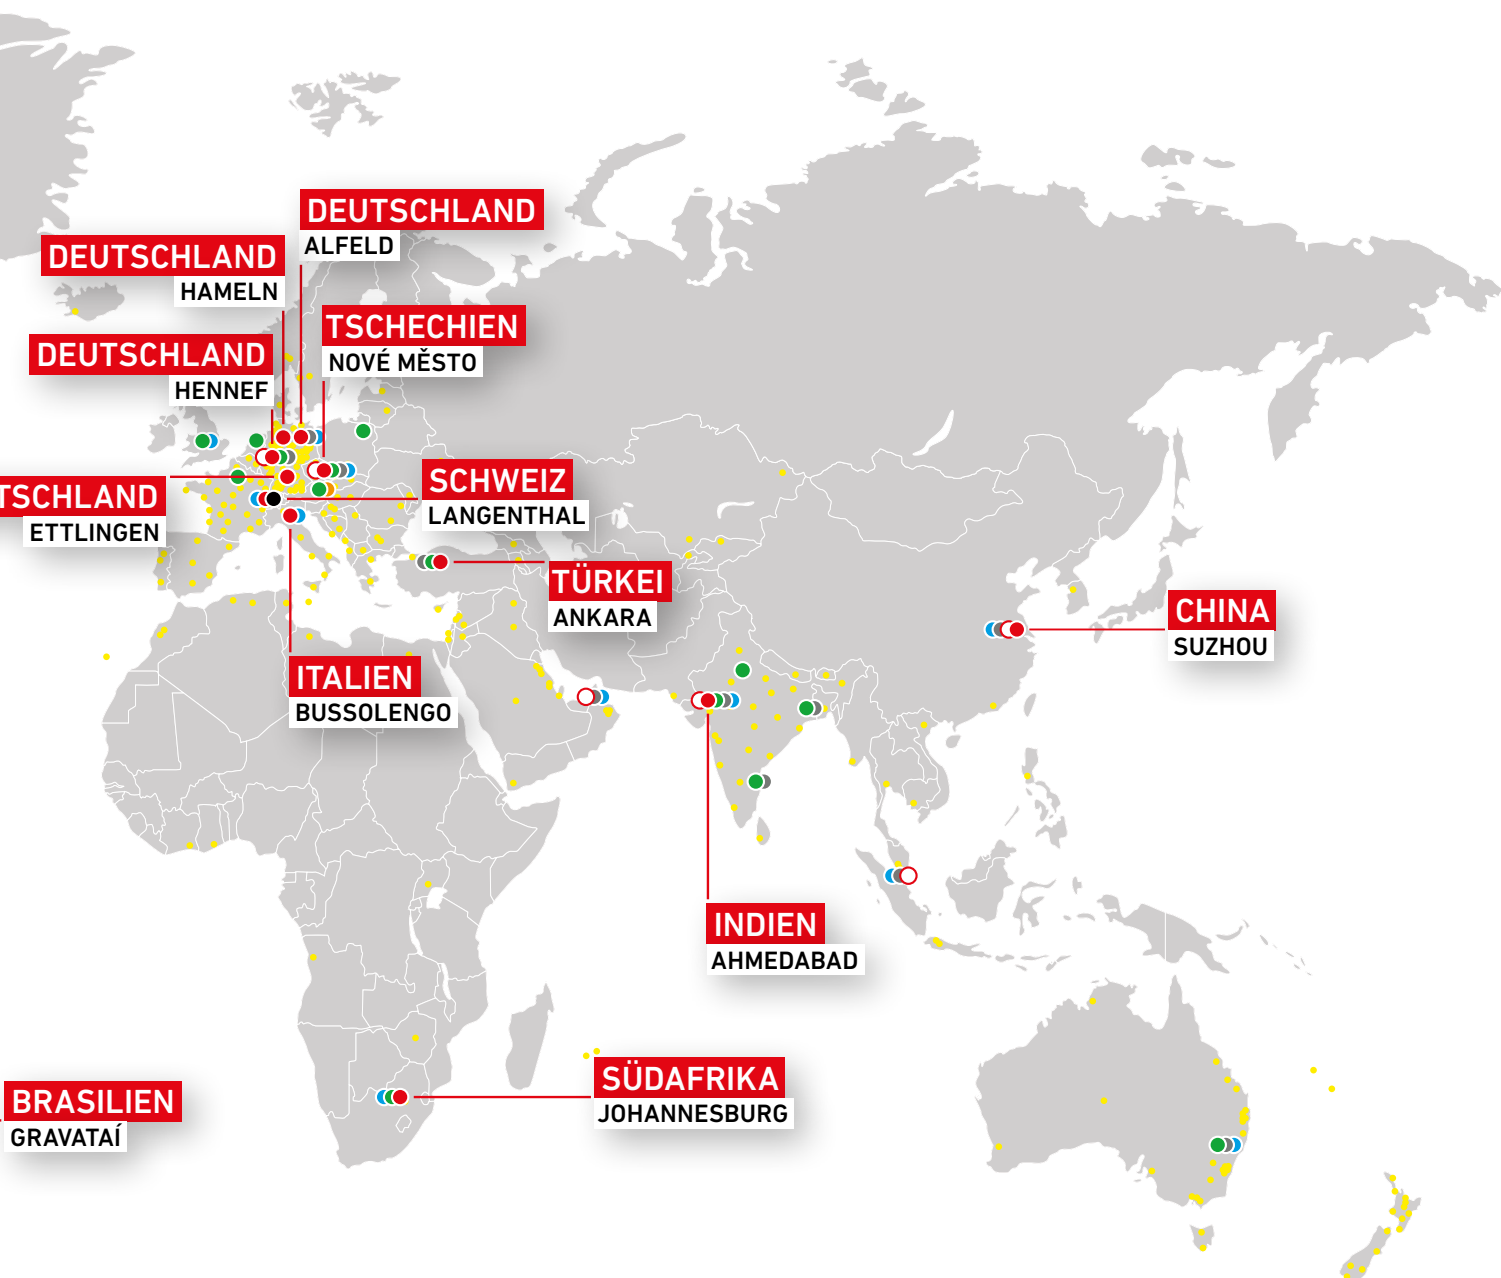 DEUTSCHLAND
ALFELD
DEUTSCHLAND
HAMELN
TSCHECHIEN
NOVÉ MĚSTO
DEUTSCHLAND
HENNEF
SCHWEIZ
LANGENTHAL
TSCHLAND
ETTLINGEN
TÜRKEI
ANKARA
CHINA
SUZHOU
ITALIEN
BUSSOLENGO
INDIEN
AHMEDABAD
SÜDAFRIKA
JOHANNESBURG
BRASILIEN
GRAVATAÍ